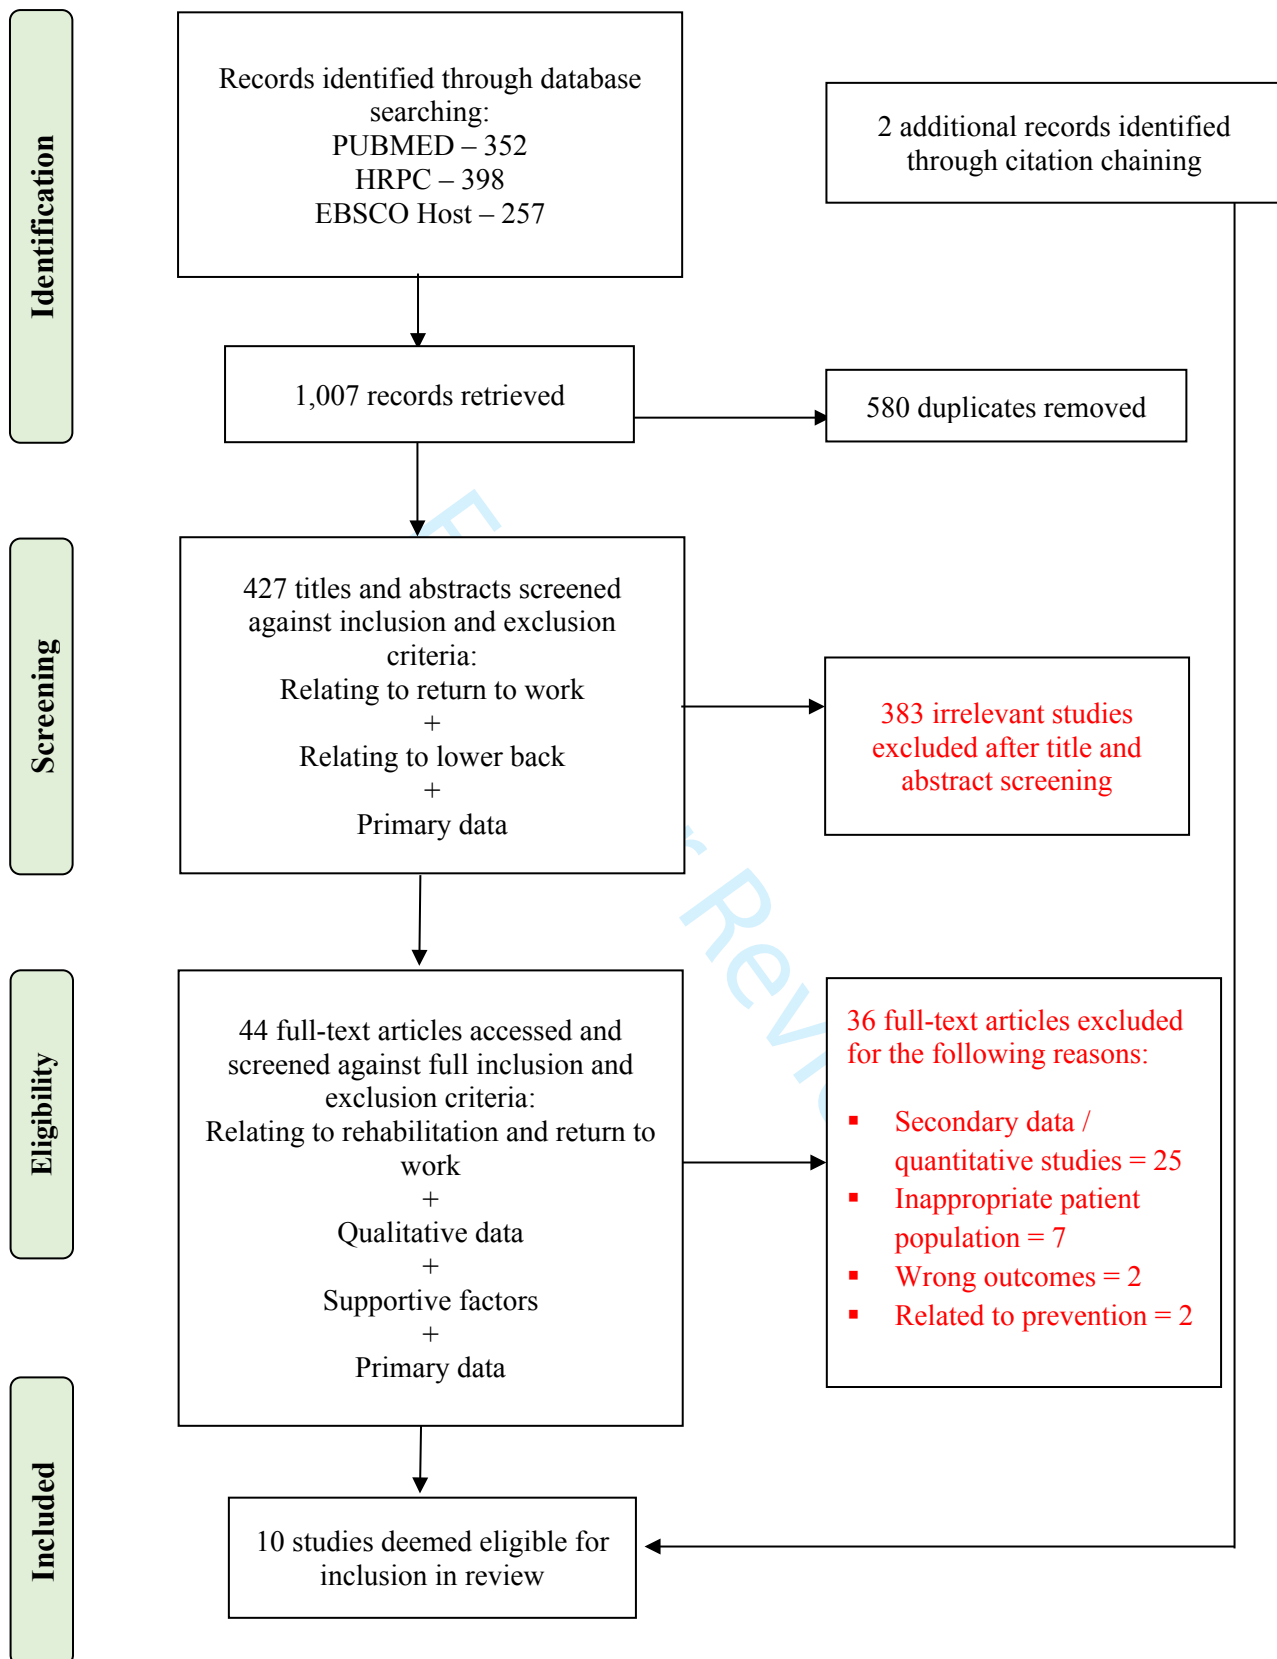 Identification
Records identified through database
searching:
PUBMED – 352
HRPC – 398
EBSCO Host – 257
2 additional records identified
through citation chaining
1,007 records retrieved
580 duplicates removed
Screening
427 titles and abstracts screened
against inclusion and exclusion
criteria:
Relating to return to work
+
Relating to lower back
+
Primary data
383 irrelevant studies
excluded after title and
abstract screening
Eligibility
44 full-text articles accessed and
screened against full inclusion and
exclusion criteria:
Relating to rehabilitation and return to
work
+
Qualitative data
+
Supportive factors
+
Primary data
36 full-text articles excluded
for the following reasons:
▪ Secondary data /
quantitative studies = 25
▪ Inappropriate patient
population = 7
▪ Wrong outcomes = 2
▪ Related to prevention = 2
Included
10 studies deemed eligible for
inclusion in review